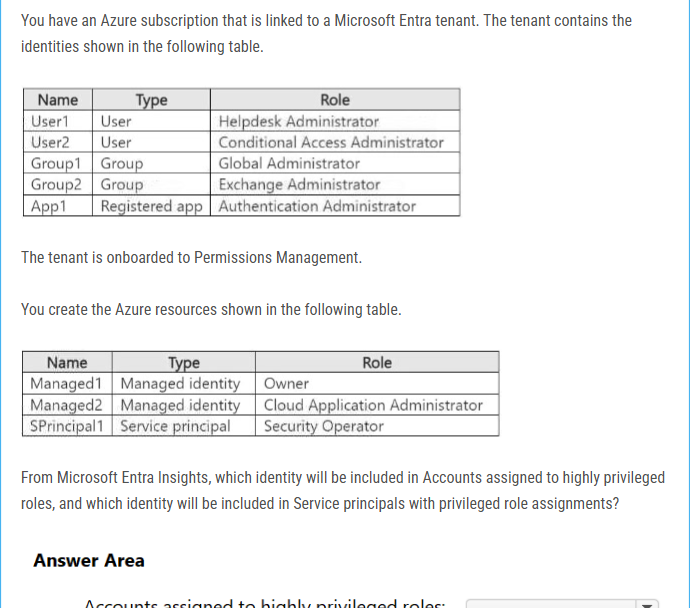 You have an Azure subscription that is linked to a Microsoft Entra tenant. The tenant contains the
identities shown in the following table.
Name Type Role
User1 User Helpdesk Administrator
User2 User Conditional Access Administrator
Group1 Group Global Administrator
Group2 Group Exchange Administrator
App1 Registered app Authentication Administrator
The tenant is onboarded to Permissions Management.
You create the Azure resources shown in the following table.
Name Type Role
Managed1 Managed identity Owner
Managed2 Managed identity Cloud Application Administrator
SPrincipal1 Service principal Security Operator
From Microsoft Entra Insights, which identity will be included in Accounts assigned to highly privileged
roles, and which identity will be included in Service principals with privileged role assignments?
Answer Area
Accounts assigned to highly privileged roles: